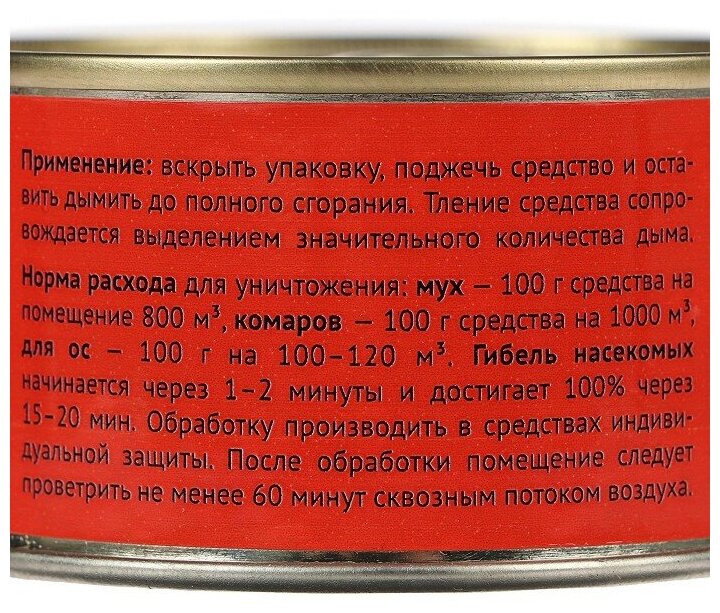 Применение: вскрыть упаковку, поджечь средство и оста-
вить дымить до полного сгорания. Тление средства сопро-
вождается выделением значительного количества дыма.
Норма расхода для уничтожения: мух — 100 г средства на
помещение 800 м³, комаров — 100 г средства на 1000 м³,
для ос — 100 г на 100–120 м³. Гибель насекомых
начинается через 1–2 минуты и достигает 100% через
15–20 мин. Обработку производить в средствах индиви-
дуальной защиты. После обработки помещение следует
проветрить не менее 60 минут сквозным потоком воздуха.